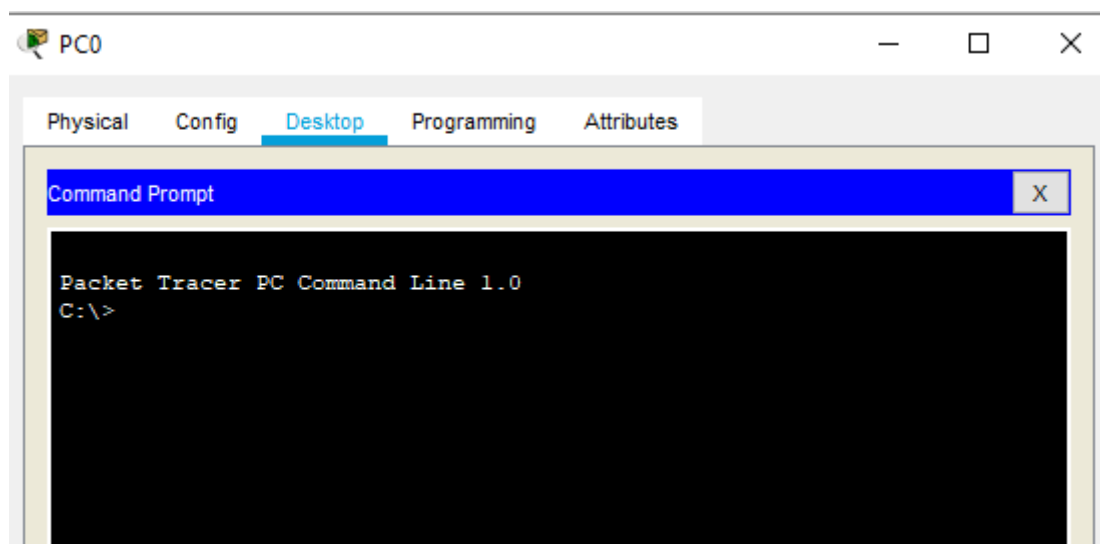 PC0
Physical Config Desktop Programming Attributes
Command Prompt X
Packet Tracer PC Command Line 1.0
C:\>